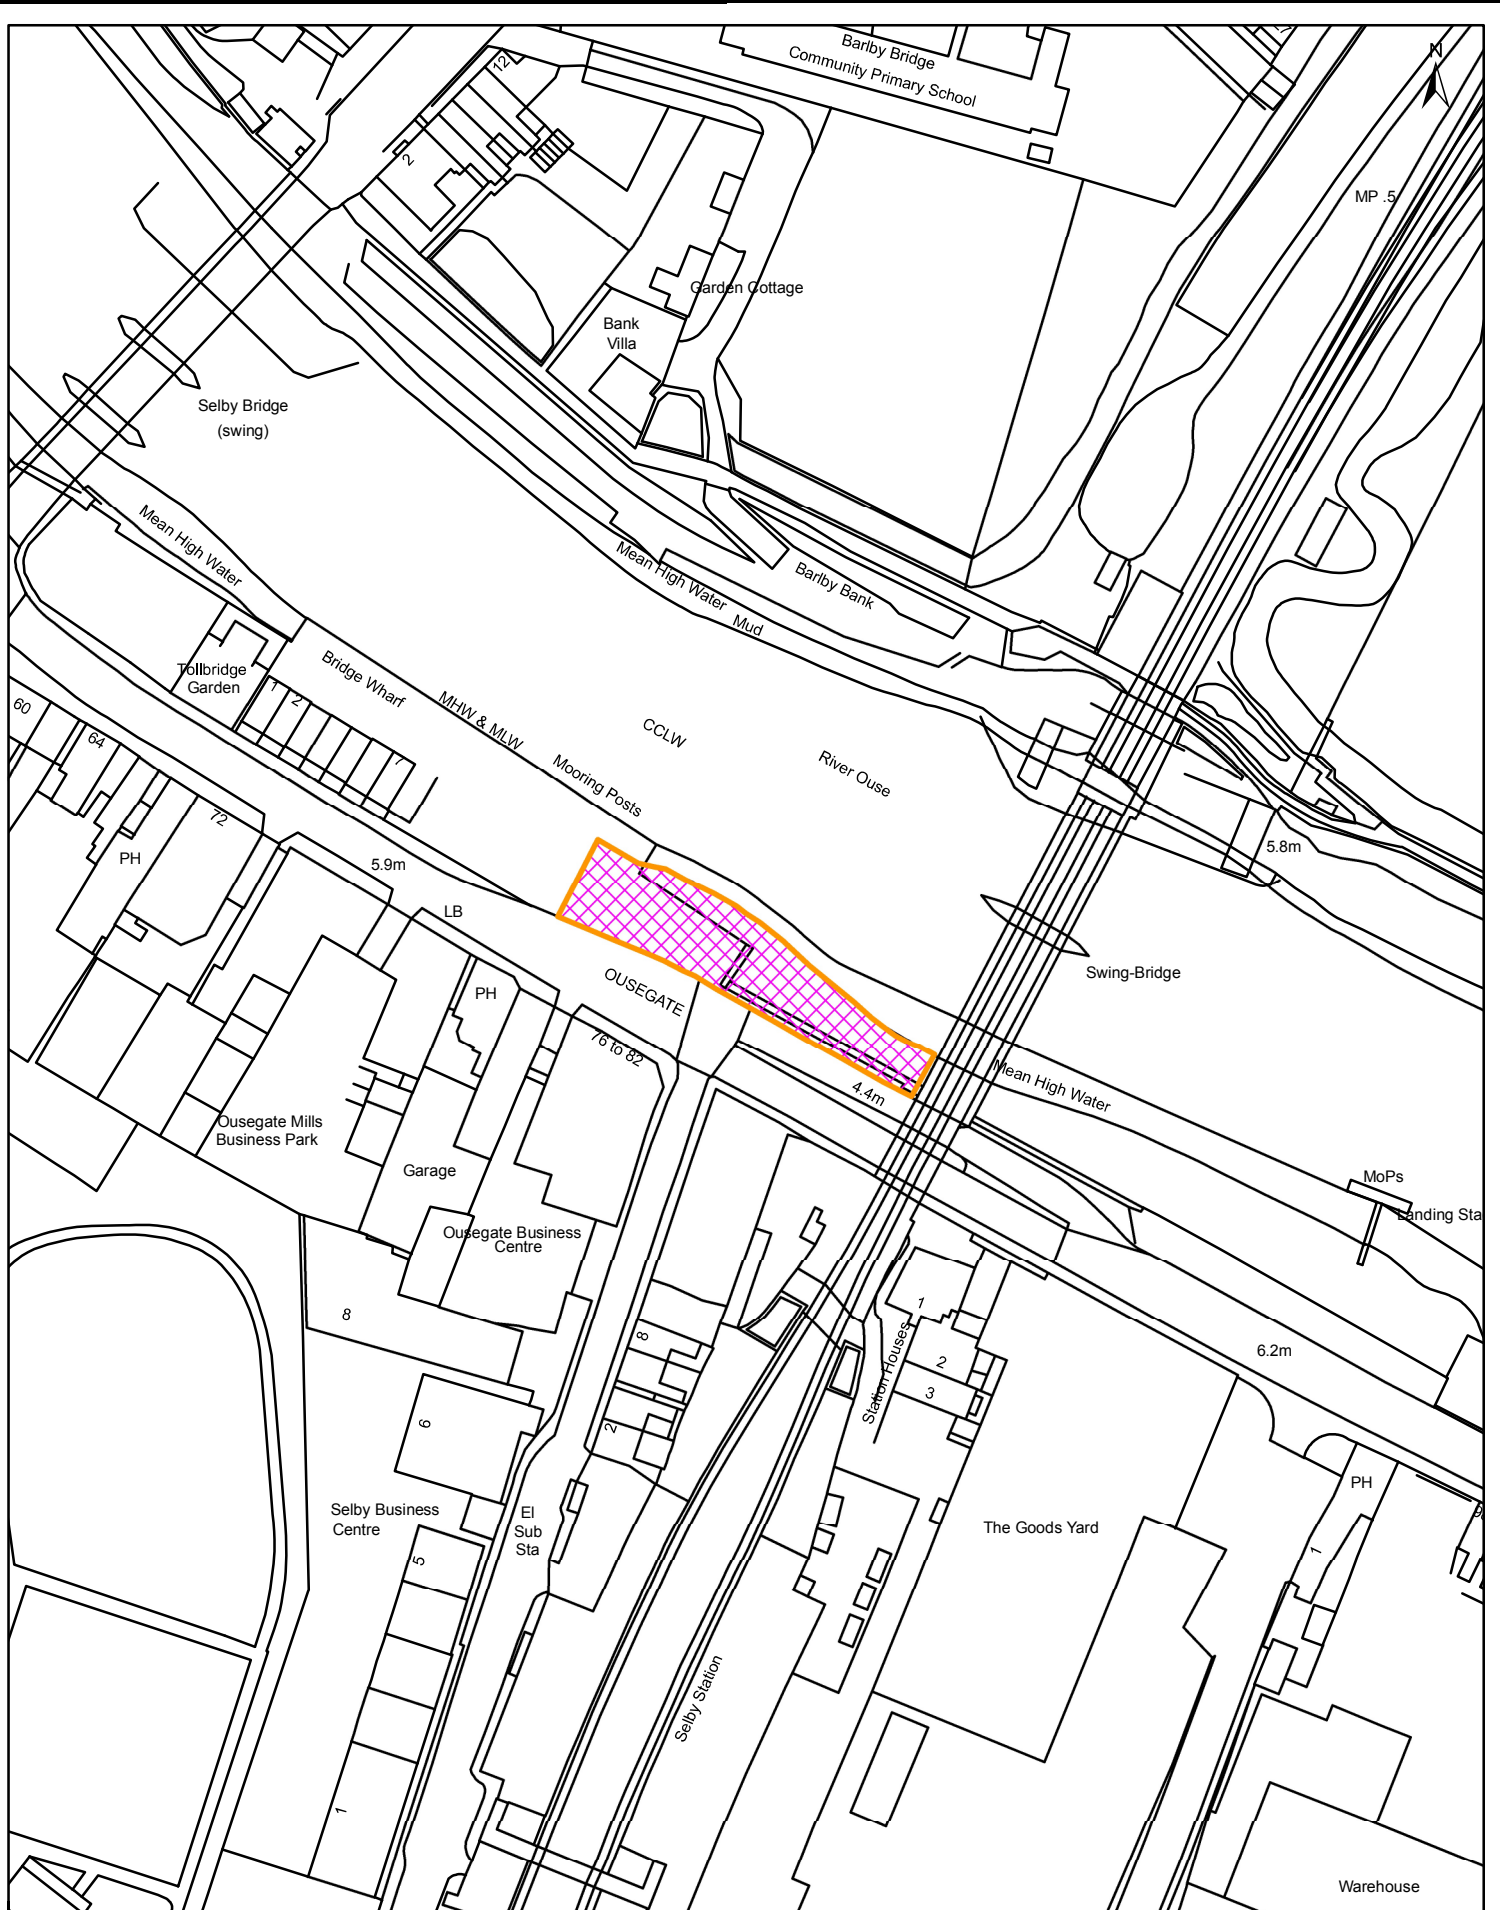 Barlby Bridge
Community Primary School
N
12
2
MP .5
Garden Cottage
Bank
Villa
Selby Bridge
(swing)
Mean High Water
Mean High Water
Mud
Barlby Bank
Tollbridge
Garden
Bridge Wharf
1
2
7
MHW & MLW
CCLW
River Ouse
Mooring Posts
60
64
72
PH
5.9m
5.8m
LB
PH
OUSEGATE
Swing-Bridge
76 to 82
4.4m
Mean High Water
Ousegate Mills
Business Park
Garage
MoPs
Landing Sta
Ousegate Business
Centre
8
8
1
2
3
Station Houses
6.2m
6
2
PH
Selby Business
Centre
El
Sub
Sta
The Goods Yard
5
1
Selby Station
1
Warehouse